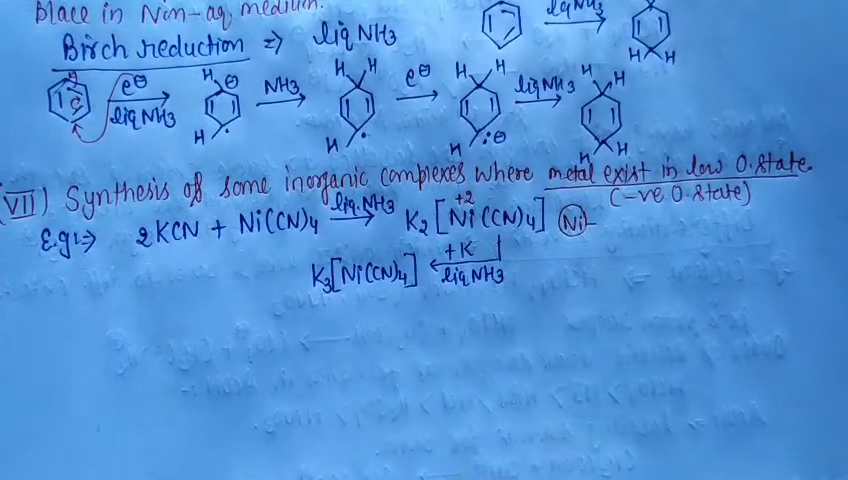 place in Non-aq medium.
Birch reduction ⇒ liq NH3 liq NH3 H H
H e⊖ liq NH3 H ⊖ H NH3 H H H e⊖ H H H ⊖ liq NH3 H H H H
(VII) Synthesis of some inorganic complexes where metal exist in low O.State.
(-ve O.State)
E.g:⇒ 2KCN + Ni(CN)4 liq.NH3 → K2[Ni(CN)4] +2 Ni
K3[Ni(CN)4] ← +K liq NH3